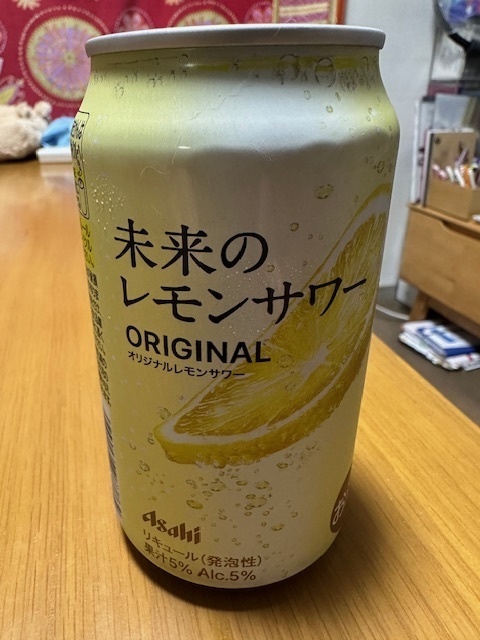 未来の
レモンサワー
ORIGINAL
オリジナルレモンサワー
Asahi
リキュール(発泡性)
果汁5% Alc.5%